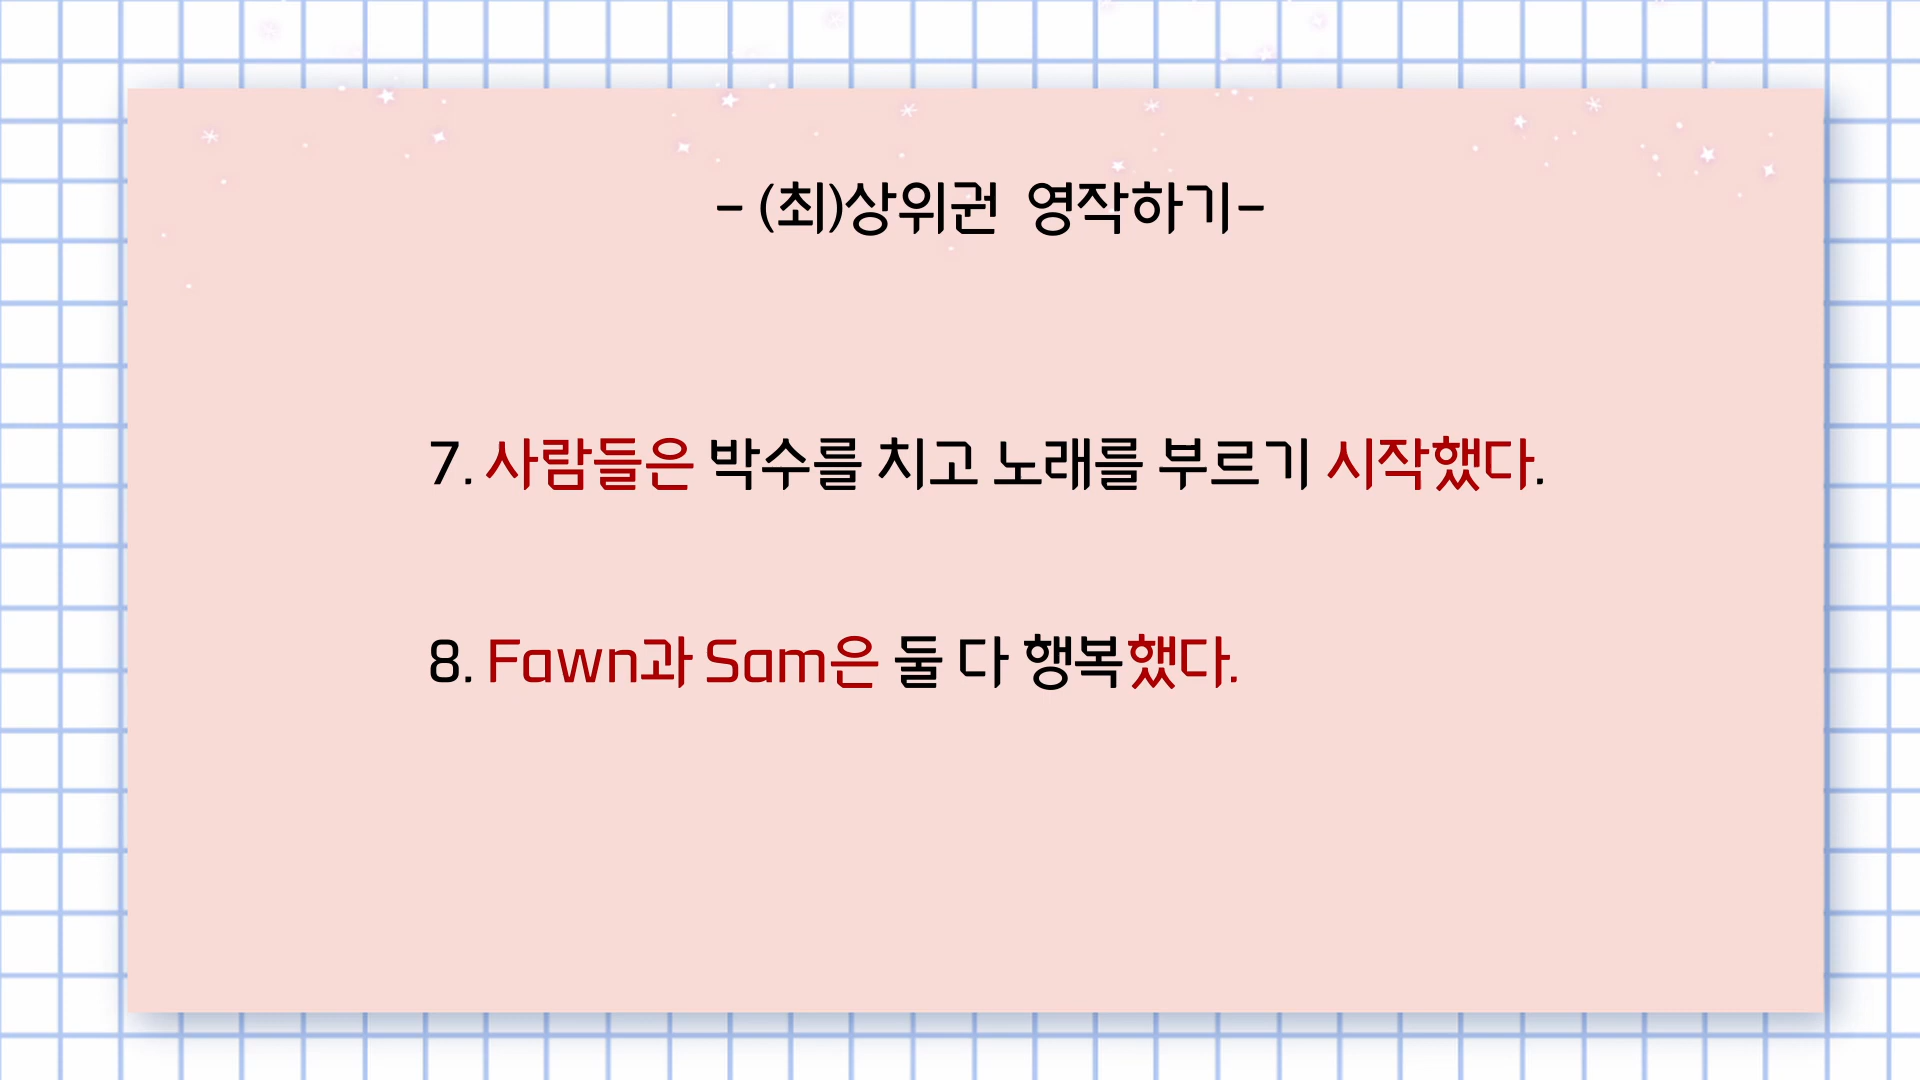 - (최)상위권 영작하기-
7. 사람들은 박수를 치고 노래를 부르기 시작했다.
8. Fawn과 Sam은 둘 다 행복했다.